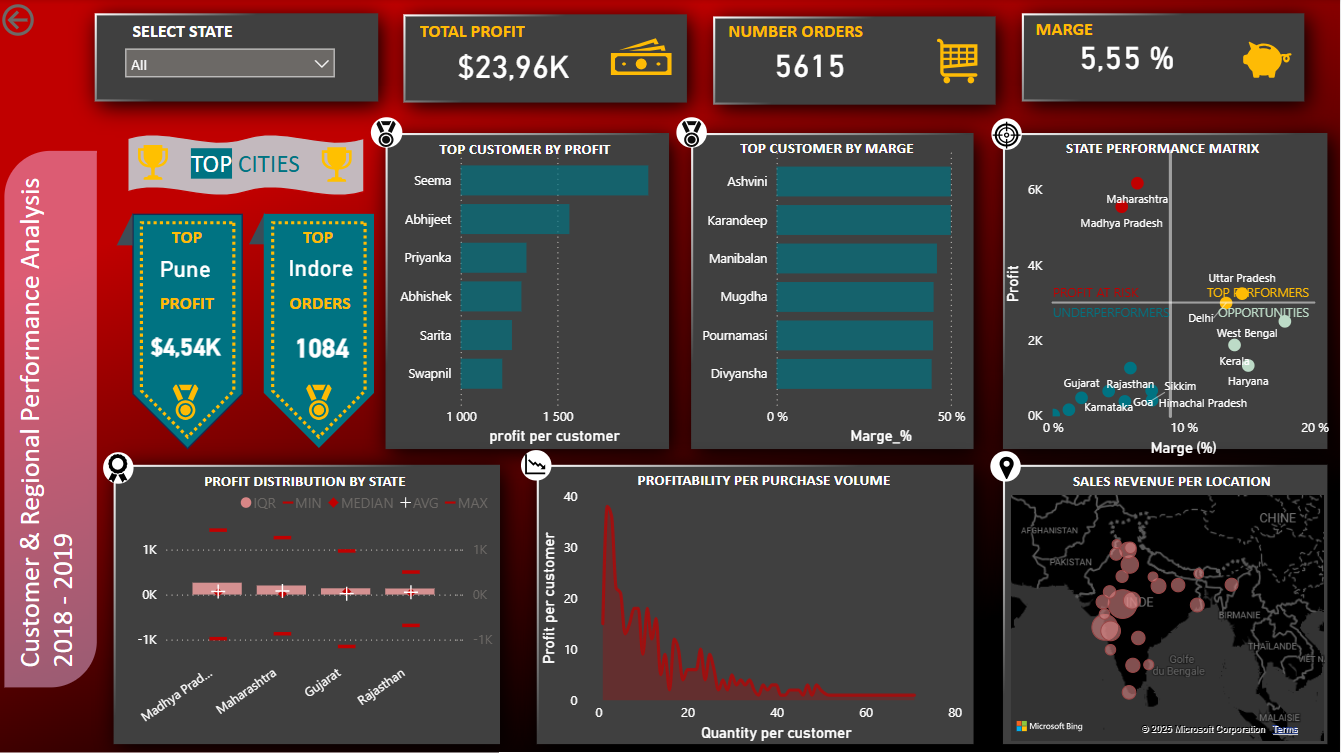 SELECT STATE
All
TOTAL PROFIT
$23,96K
NUMBER ORDERS
5615
MARGE
5,55 %
Customer & Regional Performance Analysis
2018 - 2019
TOP CITIES
TOP
Pune
PROFIT
$4,54K
TOP
Indore
ORDERS
1084
TOP CUSTOMER BY PROFIT
Seema
Abhijeet
Priyanka
Abhishek
Sarita
Swapnil
1 000 1 500
profit per customer
TOP CUSTOMER BY MARGE
Ashvini
Karandeep
Manibalan
Mugdha
Pournamasi
Divyansha
0 % 50 %
Marge_%
STATE PERFORMANCE MATRIX
Profit
6K
Maharashtra
Madhya Pradesh
4K
Uttar Pradesh
PROFIT AT RISK TOP PERFORMERS
UNDERPERFORMERS OPPORTUNITIES
Delhi
West Bengal
2K
Kerala
Haryana
Gujarat Rajasthan Sikkim
Karnataka Goa Himachal Pradesh
0K
0 % 10 % 20 %
Marge (%)
PROFIT DISTRIBUTION BY STATE
IQR MIN MEDIAN AVG MAX
1K 1K
0K 0K
-1K -1K
Madhya Prad... Maharashtra Gujarat Rajasthan
PROFITABILITY PER PURCHASE VOLUME
Profit per customer
40
30
20
10
0
0 20 40 60 80
Quantity per customer
SALES REVENUE PER LOCATION
CHINE
AFGHANISTAN
PAKISTAN
INDE
BIRMANIE
THAÏLANDE
VIÊT N
Golfe
du Bengale
MALAISIE
Microsoft Bing
© 2025 Microsoft Corporation Terms